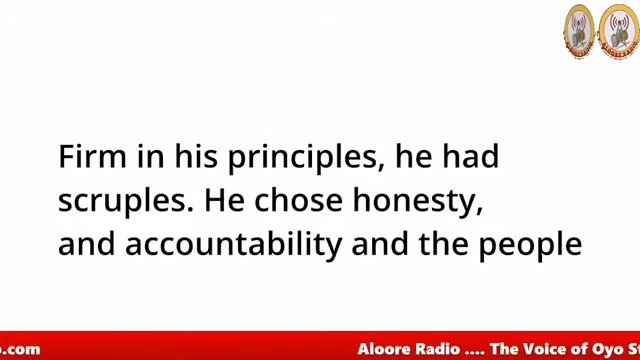 Firm in his principles, he had
scruples. He chose honesty,
and accountability and the people
o.com Aloore Radio .... The Voice of Oyo St